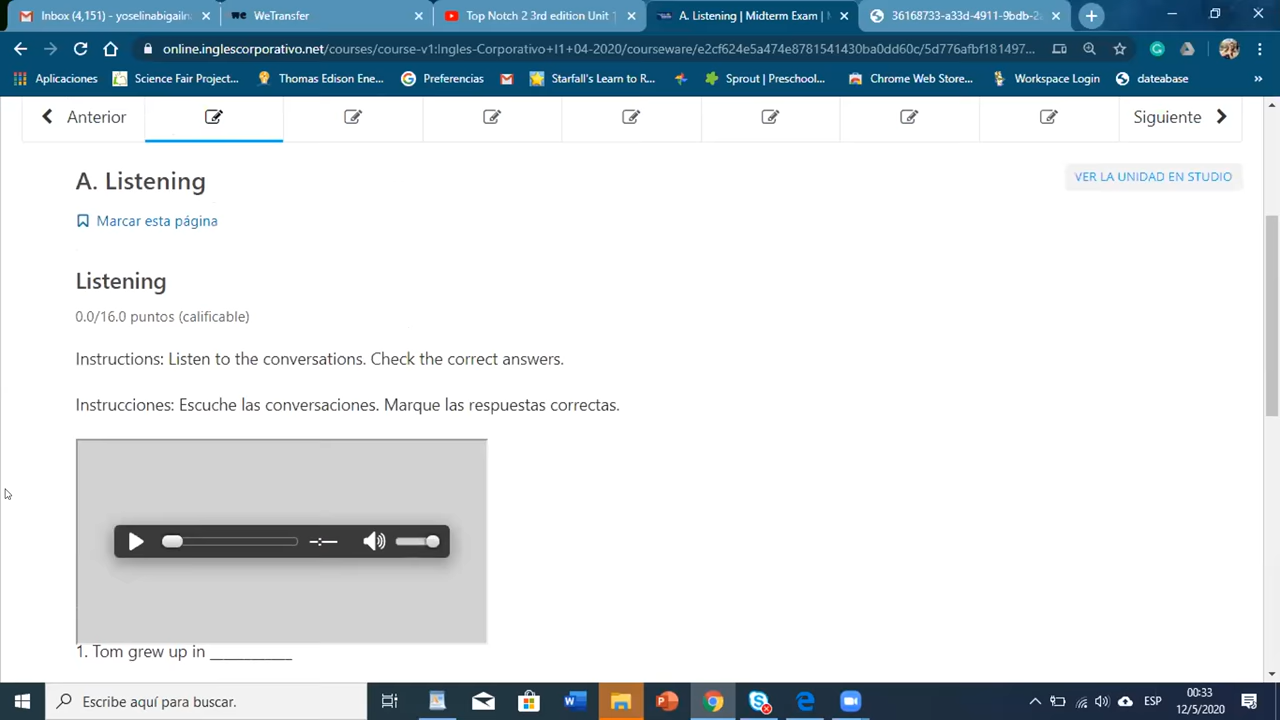 Inbox (4,151) - yoselinabigaiin
WeTransfer
Top Notch 2 3rd edition Unit 1
A. Listening | Midterm Exam |
36168733-a33d-4911-9bdb-2
online.inglescorporativo.net/courses/course-v1:Ingles-Corporativo+I1+04-2020/courseware/e2cf624e5a474e8781541430ba0dd60c/5d776afbf181497...
Aplicaciones
Science Fair Project...
Thomas Edison Ene...
Preferencias
Starfall's Learn to R...
Sprout | Preschool...
Chrome Web Store...
Workspace Login
dateabase
»
Anterior
Siguiente
A. Listening
VER LA UNIDAD EN STUDIO
Marcar esta página
Listening
0.0/16.0 puntos (calificable)
Instructions: Listen to the conversations. Check the correct answers.
Instrucciones: Escuche las conversaciones. Marque las respuestas correctas.
--:--
1. Tom grew up in ___________
Escribe aquí para buscar.
ESP
00:33
12/5/2020